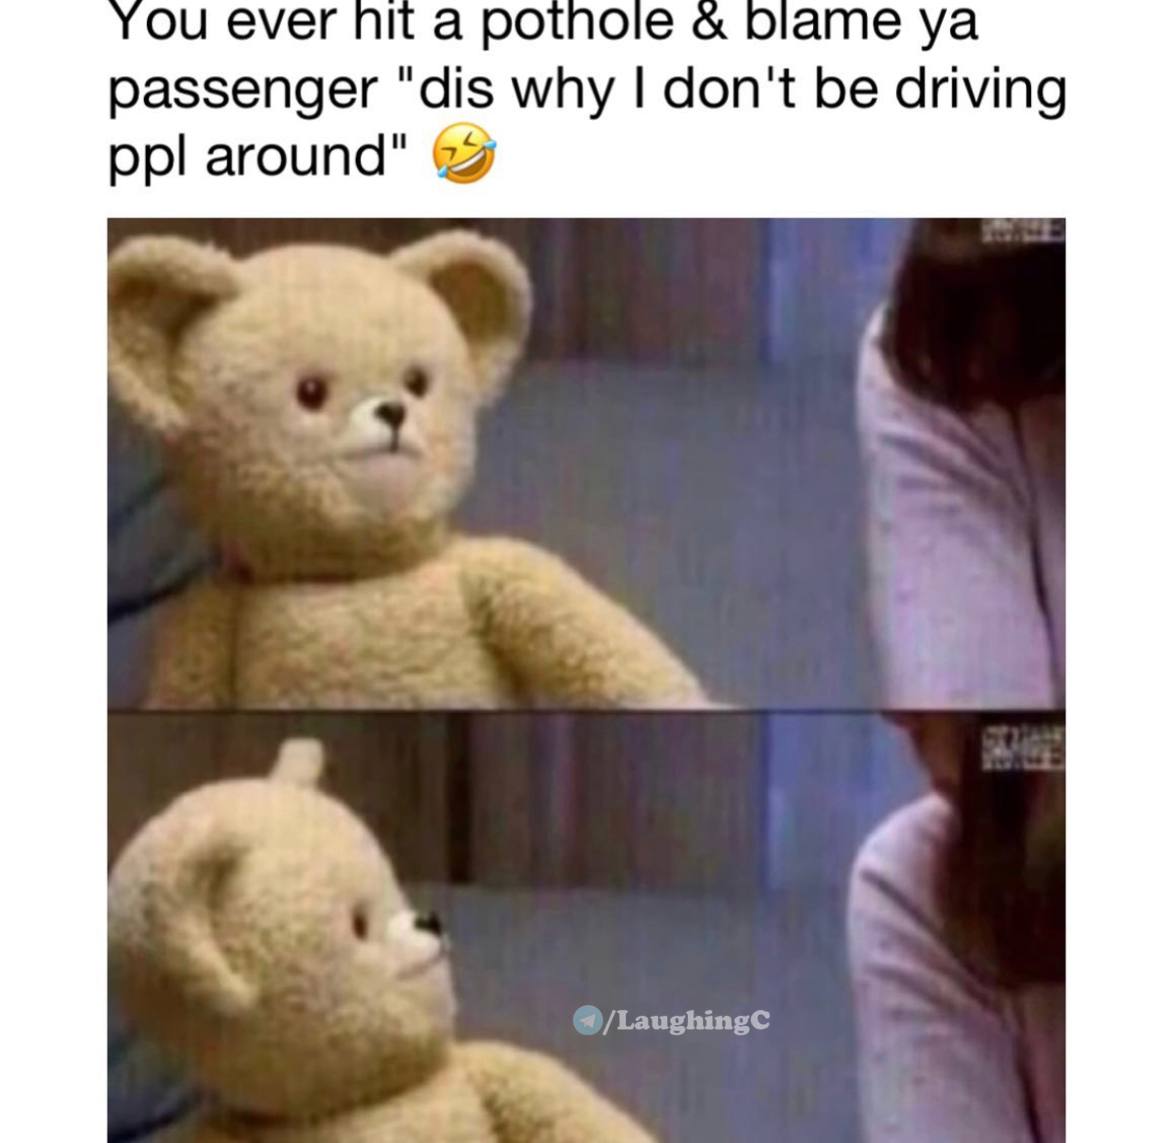 You ever hit a pothole & blame ya
passenger "dis why I don't be driving
ppl around" 🤣
/LaughingC